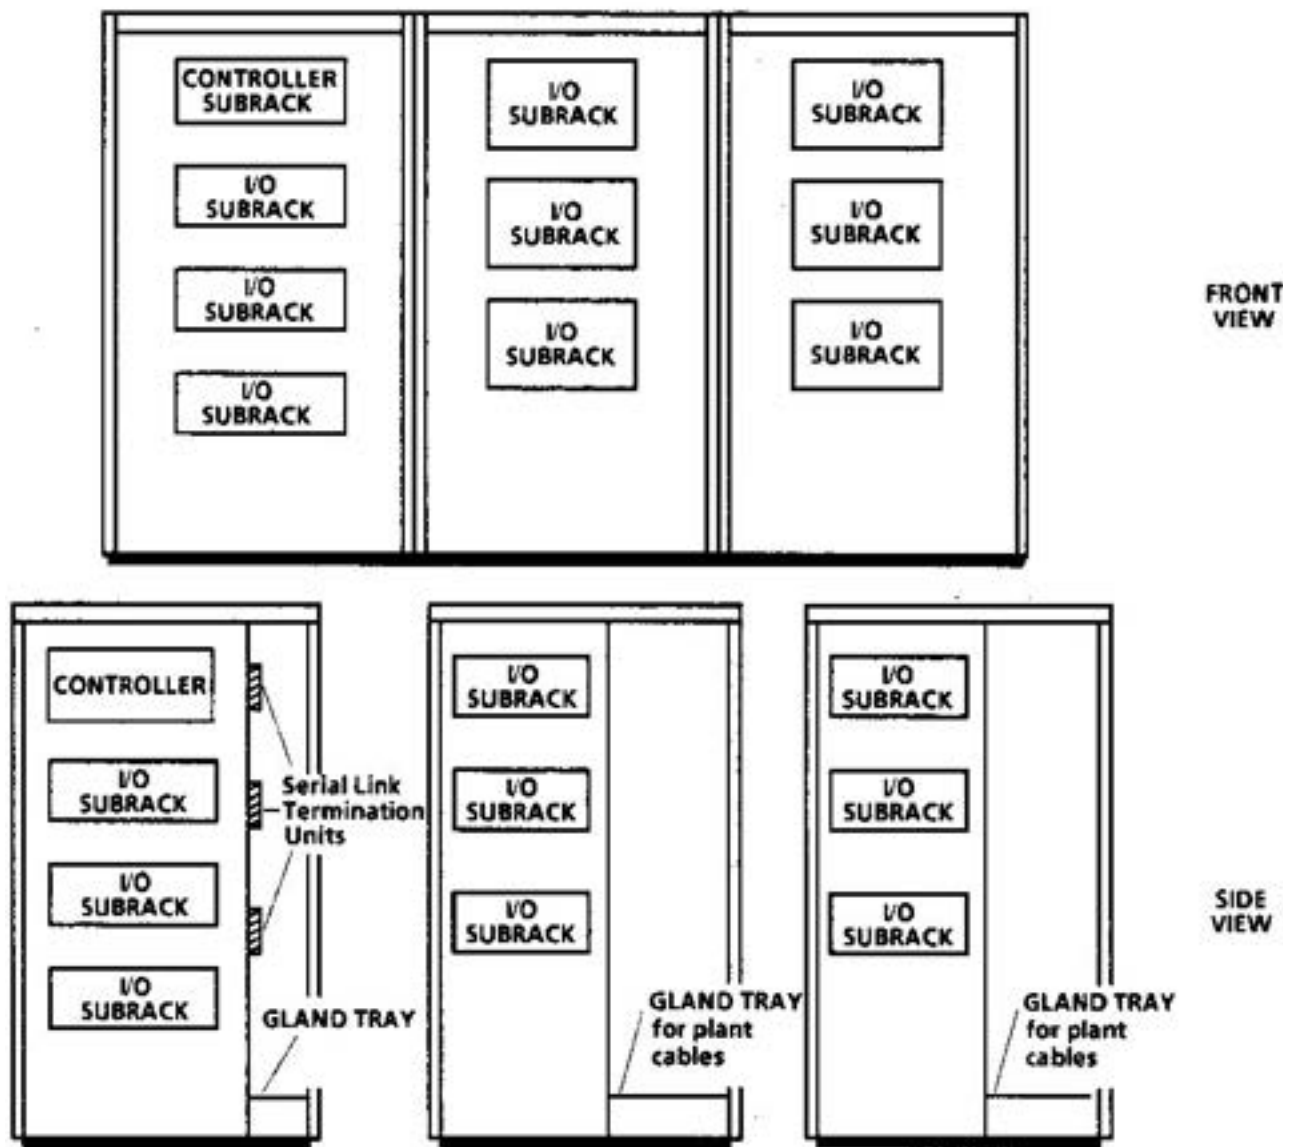 CONTROLLER
SUBRACK
I/O
SUBRACK
I/O
SUBRACK
I/O
SUBRACK
I/O
SUBRACK
I/O
SUBRACK
I/O
SUBRACK
I/O
SUBRACK
I/O
SUBRACK
I/O
SUBRACK
FRONT
VIEW
CONTROLLER
I/O
SUBRACK
I/O
SUBRACK
I/O
SUBRACK
Serial Link
Termination
Units
GLAND TRAY
I/O
SUBRACK
I/O
SUBRACK
I/O
SUBRACK
GLAND TRAY
for plant
cables
I/O
SUBRACK
I/O
SUBRACK
I/O
SUBRACK
GLAND TRAY
for plant
cables
SIDE
VIEW